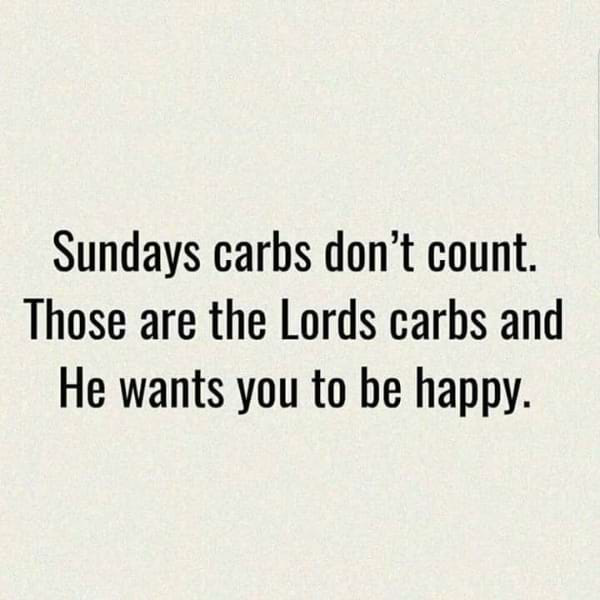 Sundays carbs don’t count.
Those are the Lords carbs and
He wants you to be happy.